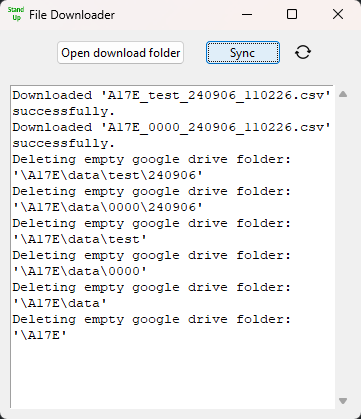 Stand
Up
File Downloader
Open download folder
Sync
Downloaded 'A17E_test_240906_110226.csv'
successfully.
Downloaded 'A17E_0000_240906_110226.csv'
successfully.
Deleting empty google drive folder:
'\A17E\data\test\240906'
Deleting empty google drive folder:
'\A17E\data\0000\240906'
Deleting empty google drive folder:
'\A17E\data\test'
Deleting empty google drive folder:
'\A17E\data\0000'
Deleting empty google drive folder:
'\A17E\data'
Deleting empty google drive folder:
'\A17E'